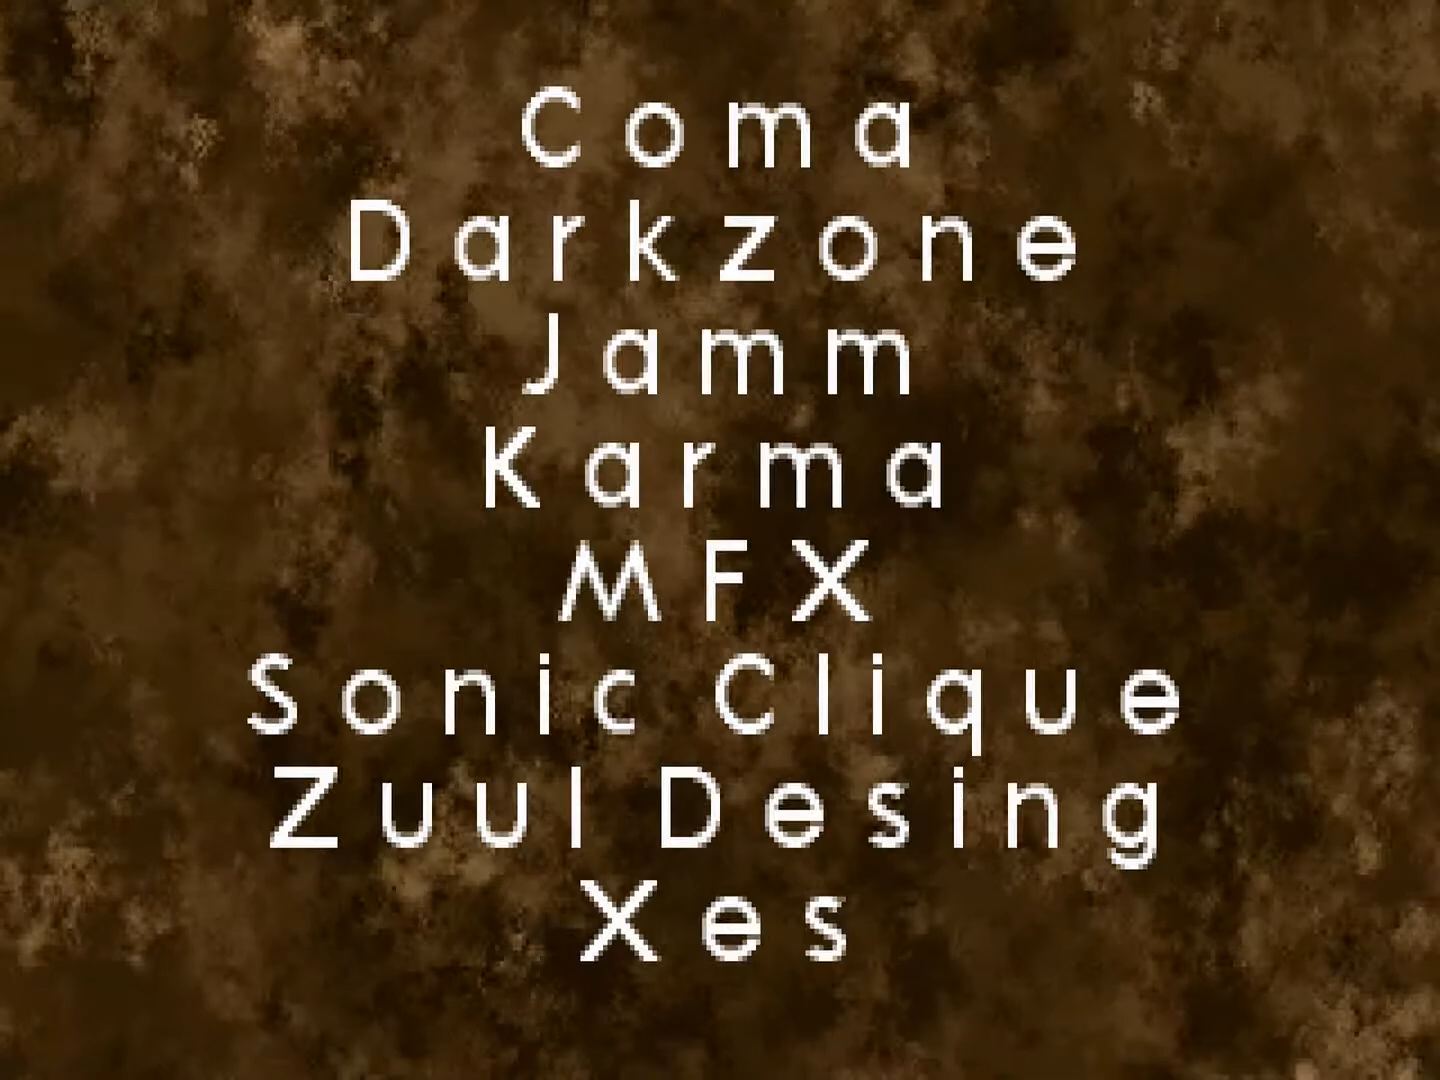 Coma
Darkzone
Jamm
Karma
MFX
Sonic Clique
Zuul Desing
Xes